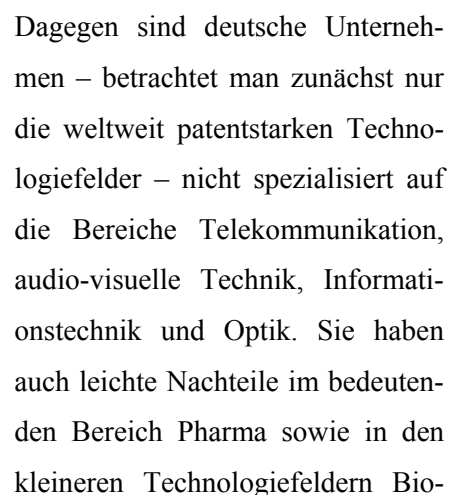 Dagegen sind deutsche Unterneh-
men – betrachtet man zunächst nur
die weltweit patentstarken Techno-
logiefelder – nicht spezialisiert auf
die Bereiche Telekommunikation,
audio-visuelle Technik, Informati-
onstechnik und Optik. Sie haben
auch leichte Nachteile im bedeuten-
den Bereich Pharma sowie in den
kleineren Technologiefeldern Bio-